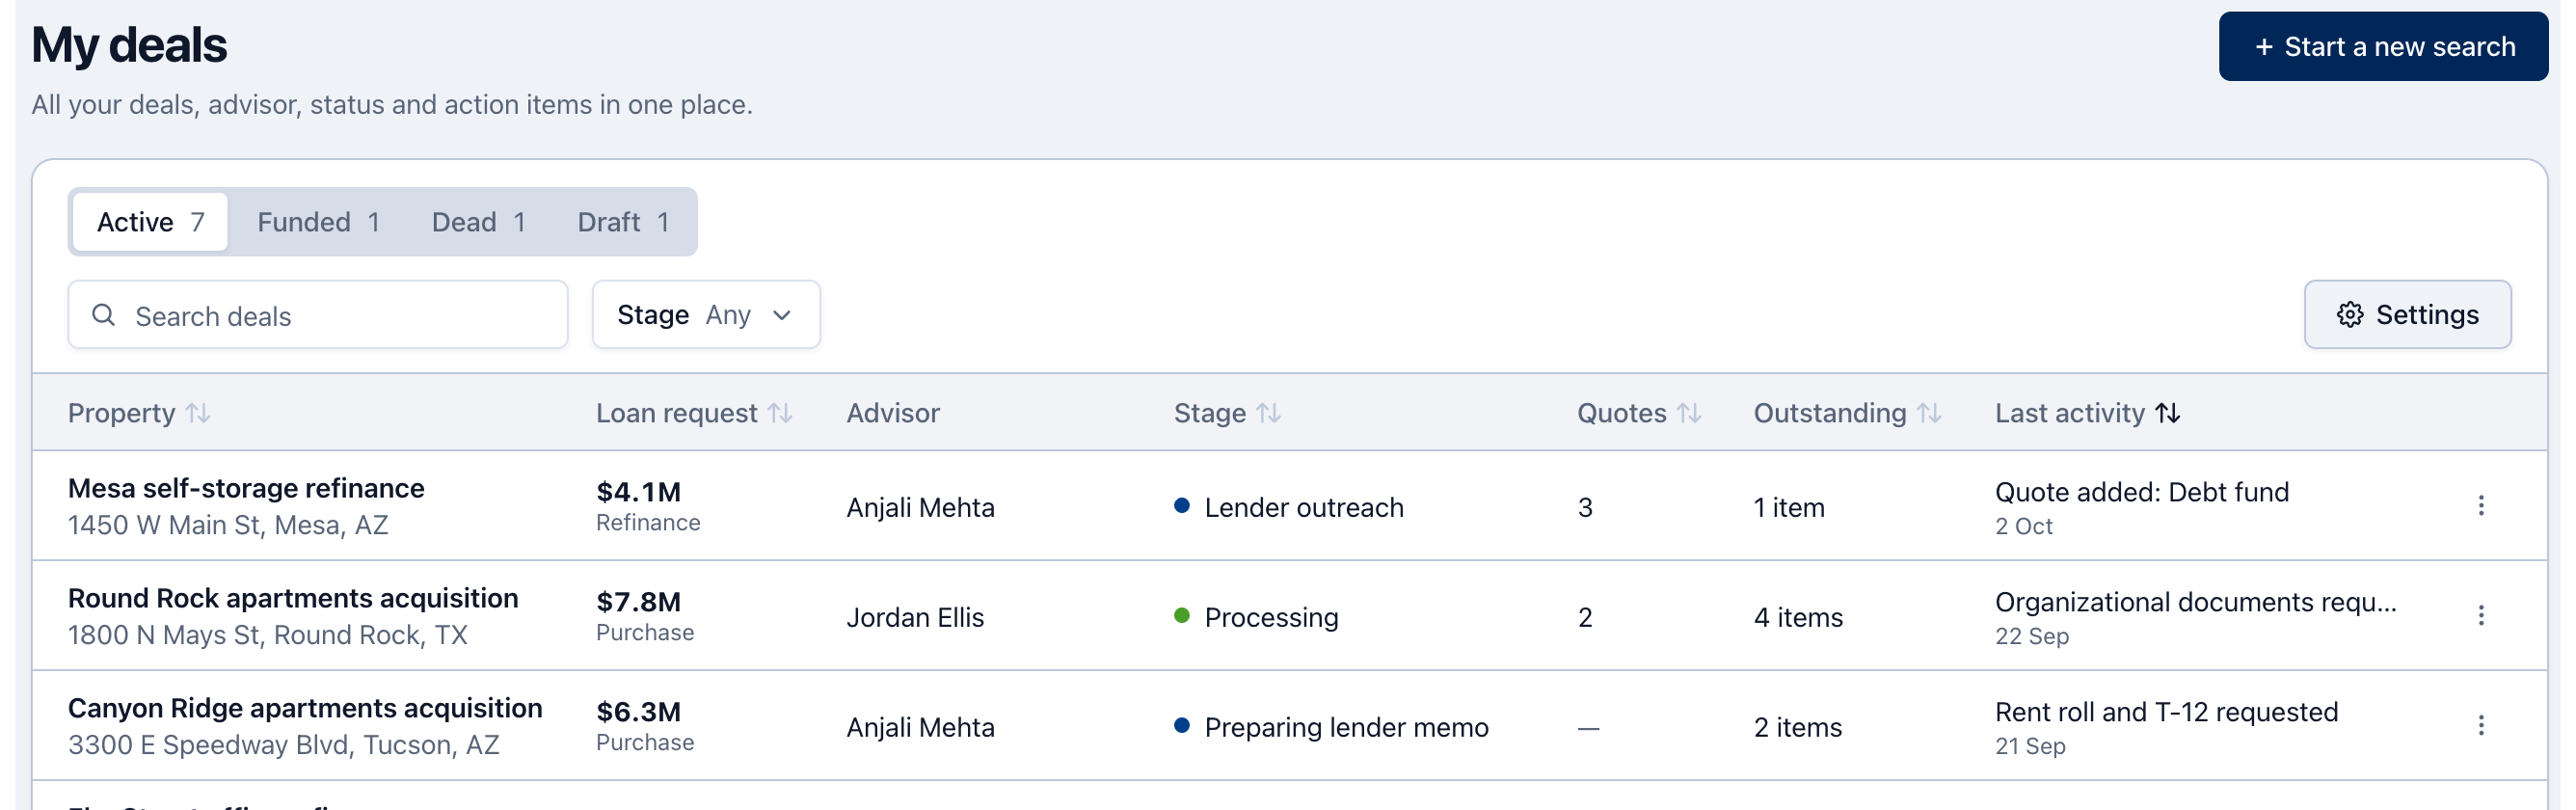 My deals
+ Start a new search
All your deals, advisor, status and action items in one place.
Active 7 Funded 1 Dead 1 Draft 1
Search deals
Stage Any
Settings
Property Loan request Advisor Stage Quotes Outstanding Last activity
Mesa self-storage refinance
1450 W Main St, Mesa, AZ
$4.1M
Refinance
Anjali Mehta
Lender outreach
3
1 item
Quote added: Debt fund
2 Oct
Round Rock apartments acquisition
1800 N Mays St, Round Rock, TX
$7.8M
Purchase
Jordan Ellis
Processing
2
4 items
Organizational documents requ...
22 Sep
Canyon Ridge apartments acquisition
3300 E Speedway Blvd, Tucson, AZ
$6.3M
Purchase
Anjali Mehta
Preparing lender memo
—
2 items
Rent roll and T-12 requested
21 Sep